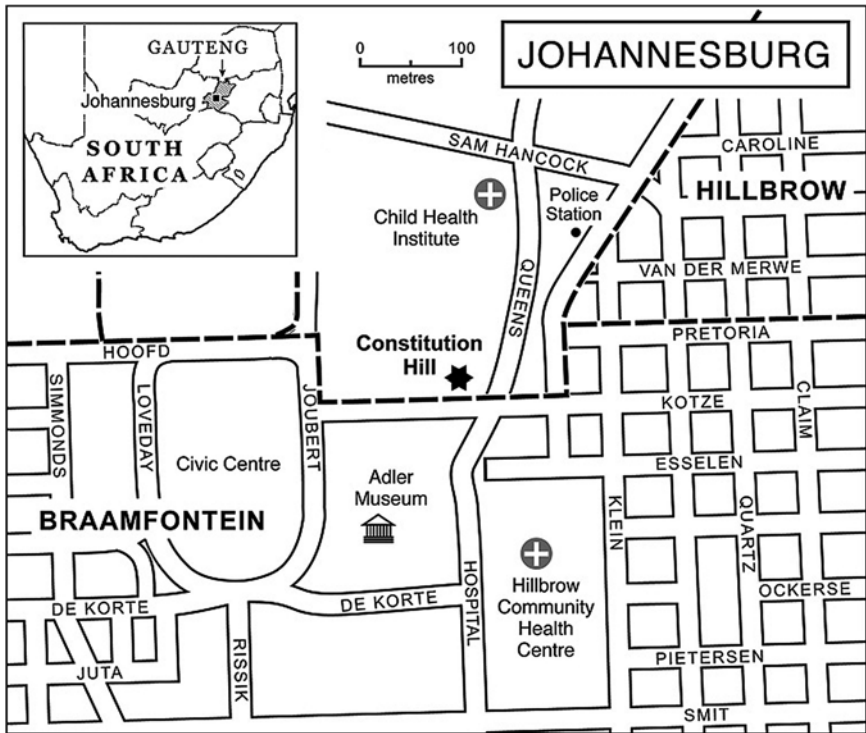 GAUTENG
Johannesburg
SOUTH
AFRICA
0 100
metres
JOHANNESBURG
SAM HANCOCK
CAROLINE
HILLBROW
Police
Station
Child Health
Institute
QUEENS
VAN DER MERWE
Constitution
Hill
PRETORIA
HOOFD
SIMMONDS
LOVEDAY
JOUBERT
KOTZE
CLAIM
Civic Centre
Adler
Museum
ESSELEN
BRAAMFONTEIN
KLEIN
QUARTZ
HOSPITAL
Hillbrow
Community
Health
Centre
DE KORTE
DE KORTE
OCKERSE
JUTA
RISSIK
PIETERSEN
SMIT